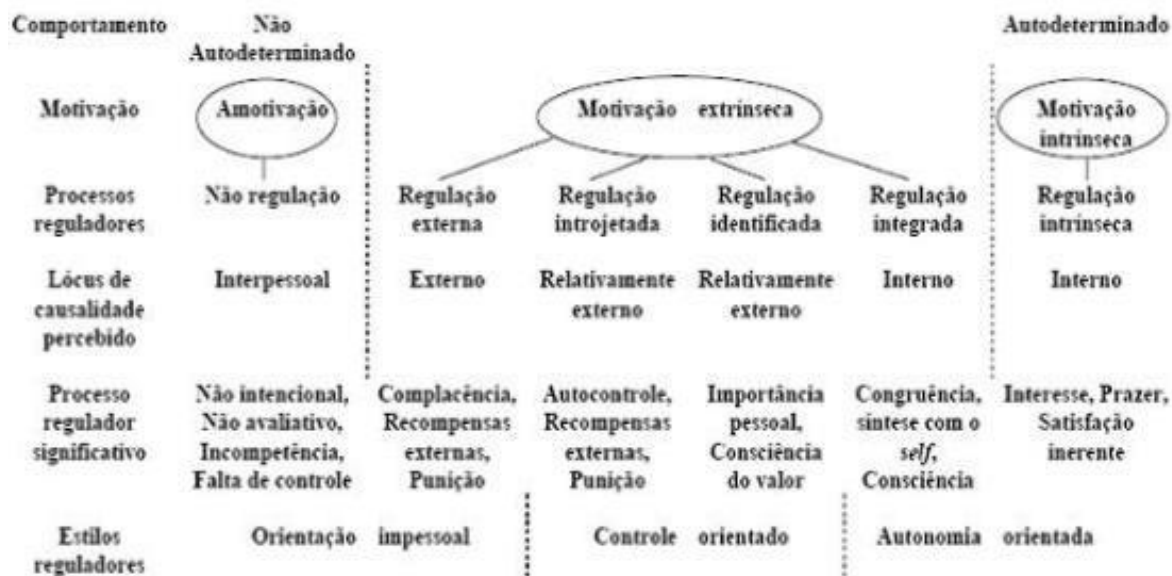 Comportamento Não Autodeterminado Autodeterminado
Motivação Amotivação Motivação extrínseca Motivação intrínseca
Processos reguladores Não regulação Regulação externa Regulação introjetada Regulação identificada Regulação integrada Regulação intrínseca
Lócus de causalidade percebido Interpessoal Externo Relativamente externo Relativamente externo Interno Interno
Processo regulador significativo Não intencional, Não avaliativo, Incompetência, Falta de controle Complacência, Recompensas externas, Punição Autocontrole, Recompensas externas, Punição Importância pessoal, Consciência do valor Congruência, síntese com o self, Consciência Interesse, Prazer, Satisfação inerente
Estilos reguladores Orientação impessoal Controle orientado Autonomia orientada